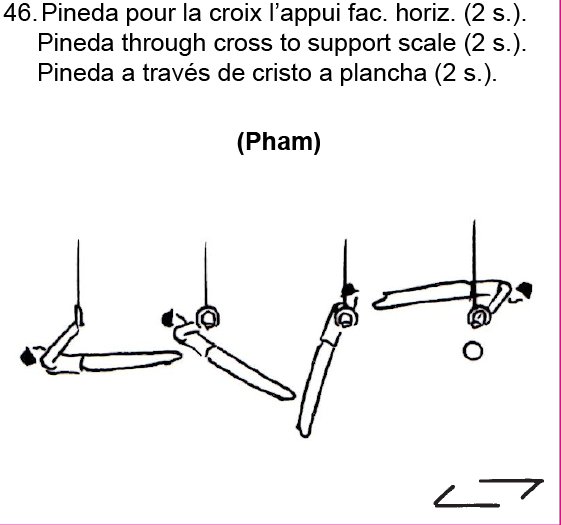 46. Pineda pour la croix l'appui fac. horiz. (2 s.).
Pineda through cross to support scale (2 s.).
Pineda a través de cristo a plancha (2 s.).
(Pham)